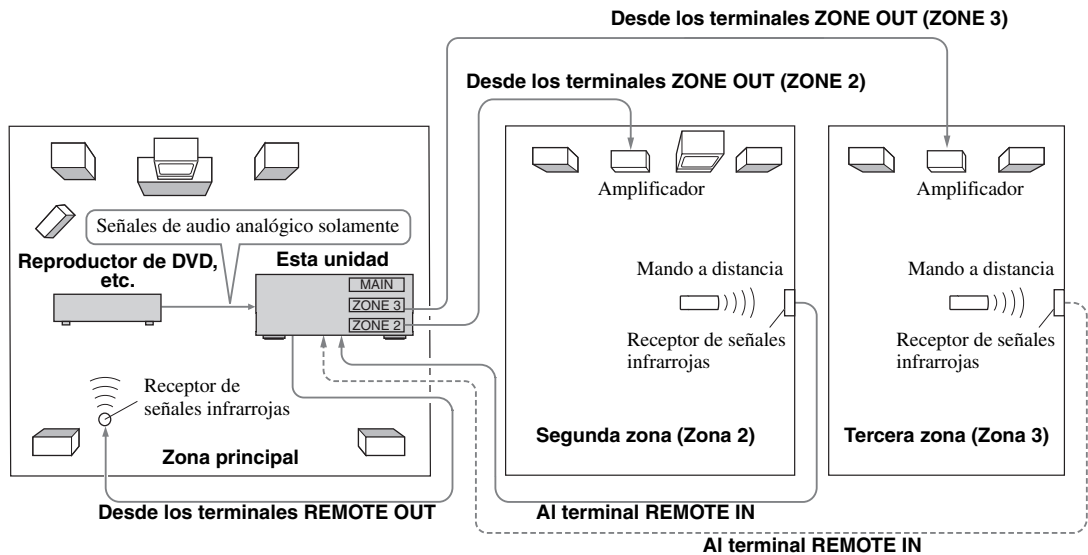 Desde los terminales ZONE OUT (ZONE 3)
Desde los terminales ZONE OUT (ZONE 2)
Amplificador
Amplificador
Señales de audio analógico solamente
Reproductor de DVD,
etc.
Esta unidad
MAIN
ZONE 3
ZONE 2
Mando a distancia
Mando a distancia
Receptor de señales
infrarrojas
Receptor de señales
infrarrojas
Receptor de
señales infrarrojas
Zona principal
Segunda zona (Zona 2)
Tercera zona (Zona 3)
Desde los terminales REMOTE OUT
Al terminal REMOTE IN
Al terminal REMOTE IN